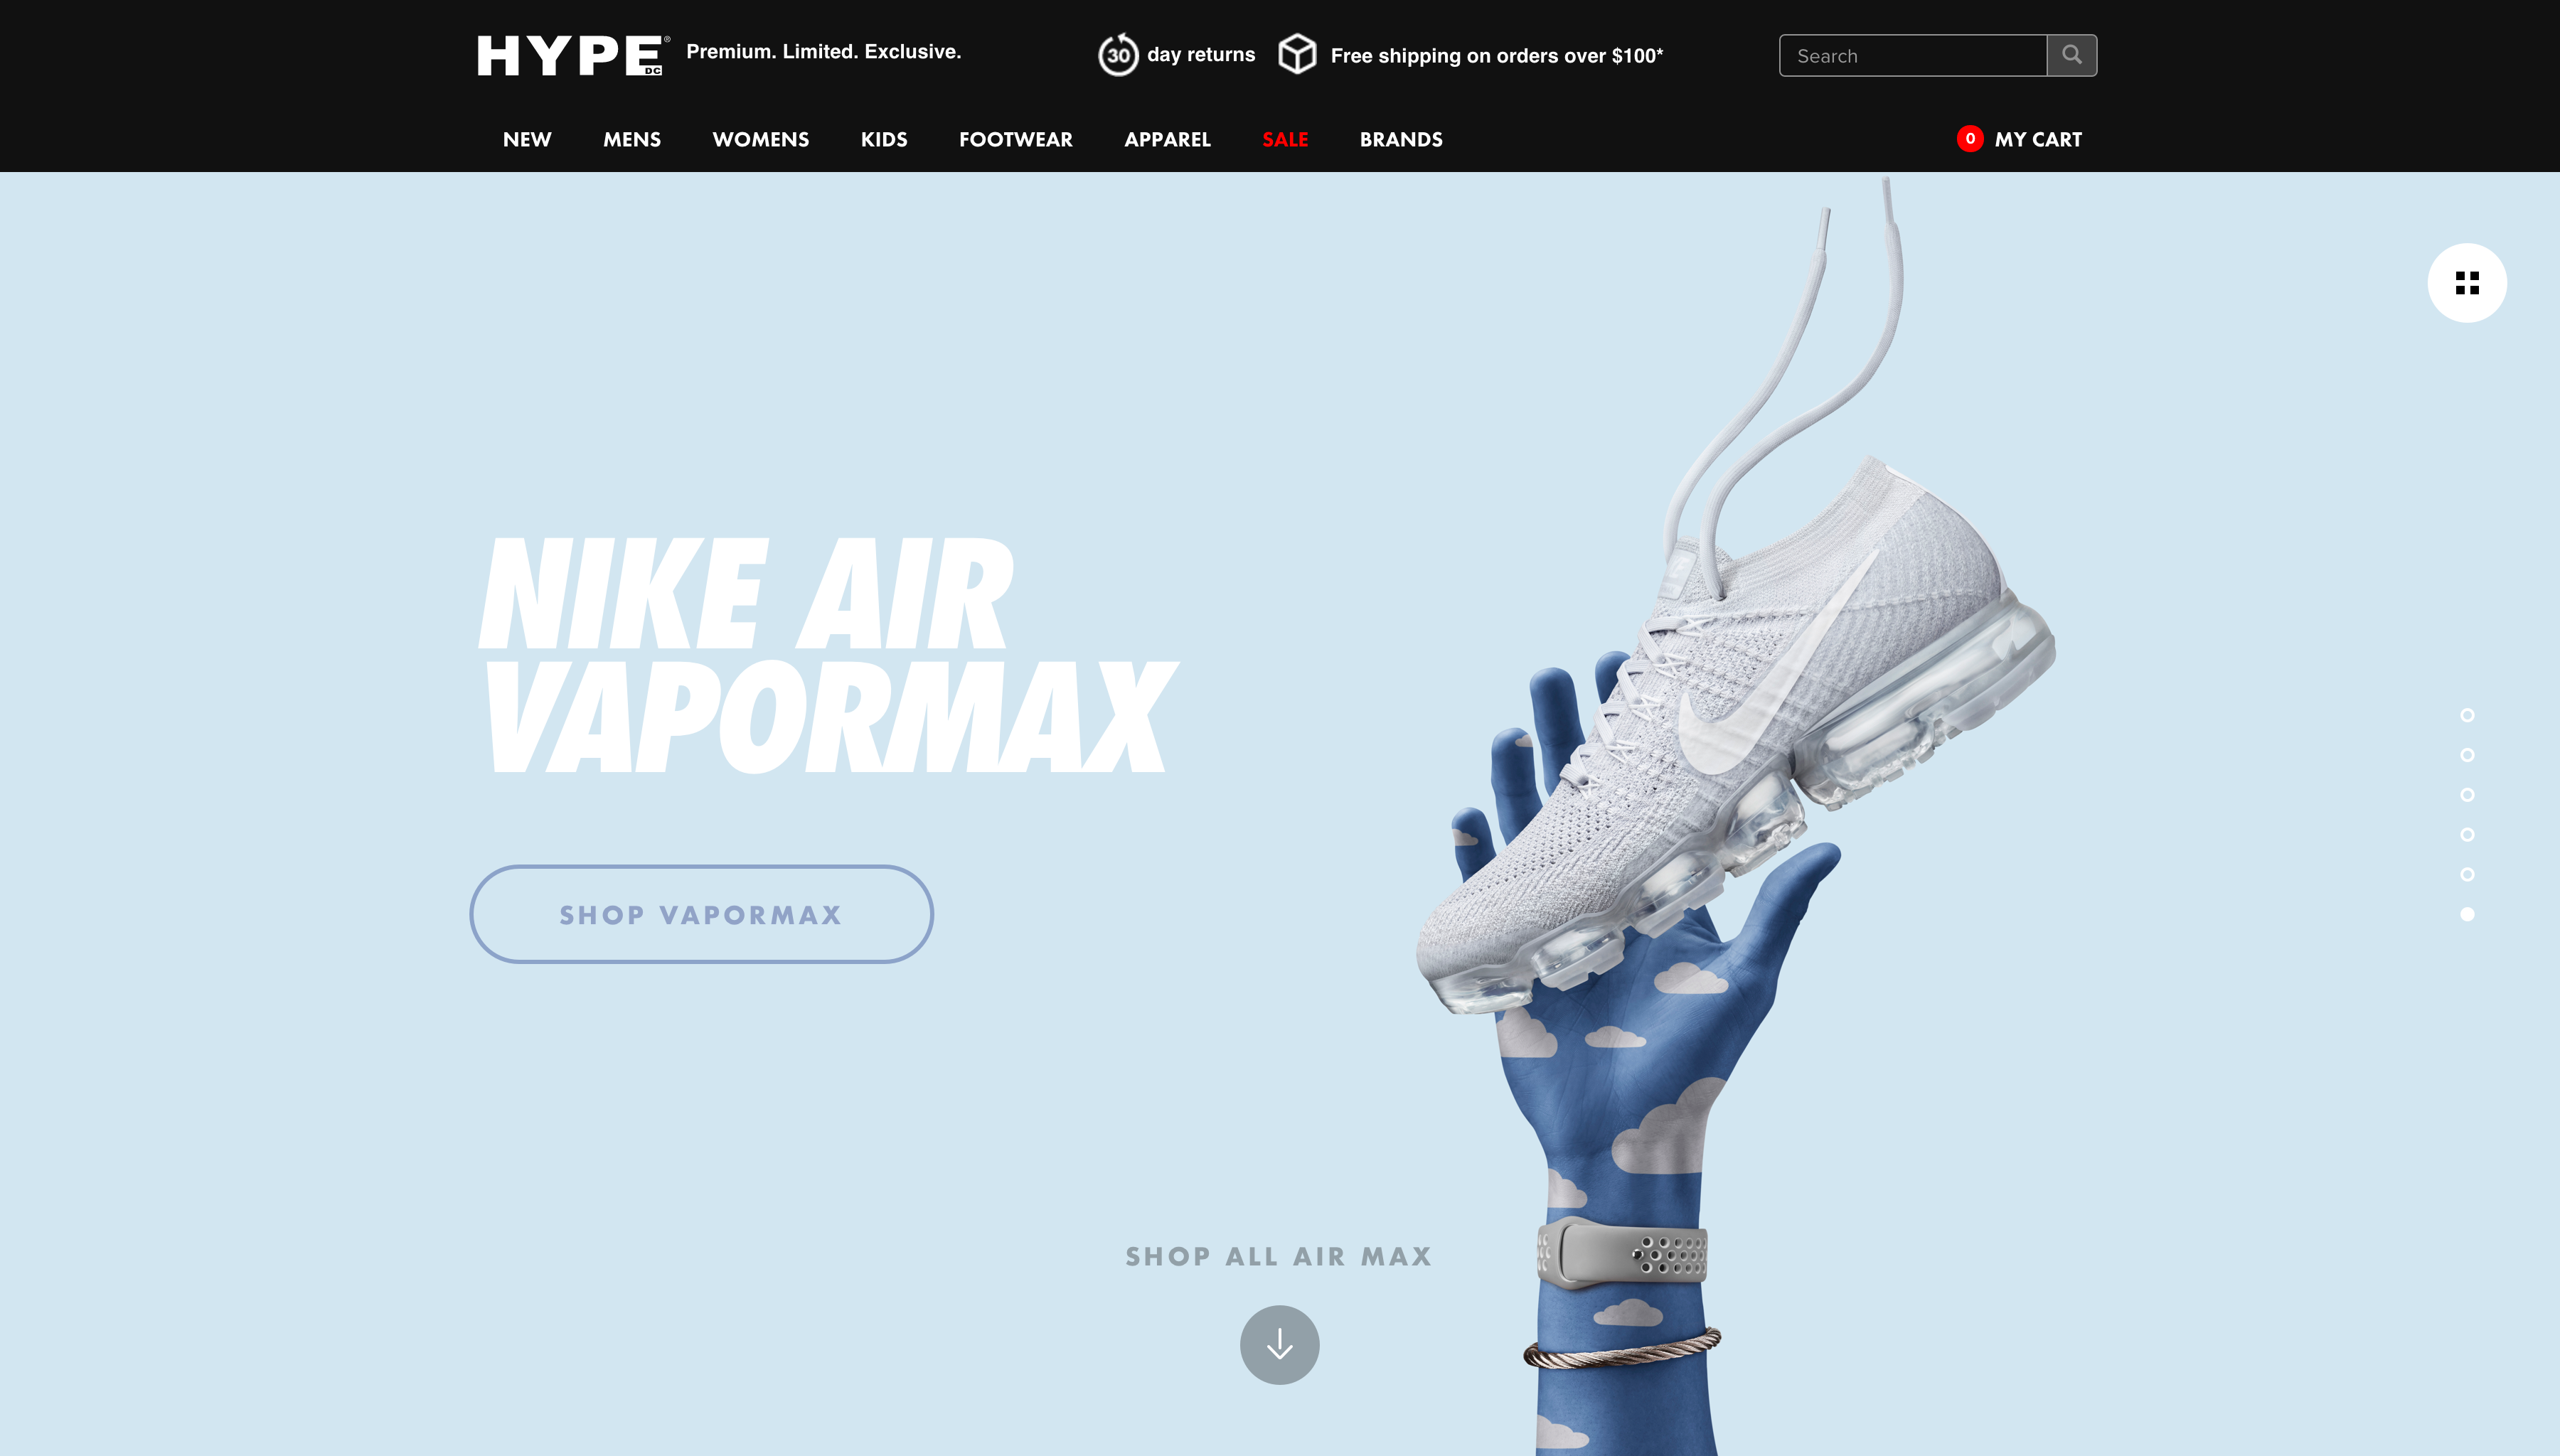 HYPE DC® Premium. Limited. Exclusive.
30 day returns
Free shipping on orders over $100*
Search
NEW MENS WOMENS KIDS FOOTWEAR APPAREL SALE BRANDS
0 MY CART
NIKE AIR
VAPORMAX
SHOP VAPORMAX
SHOP ALL AIR MAX